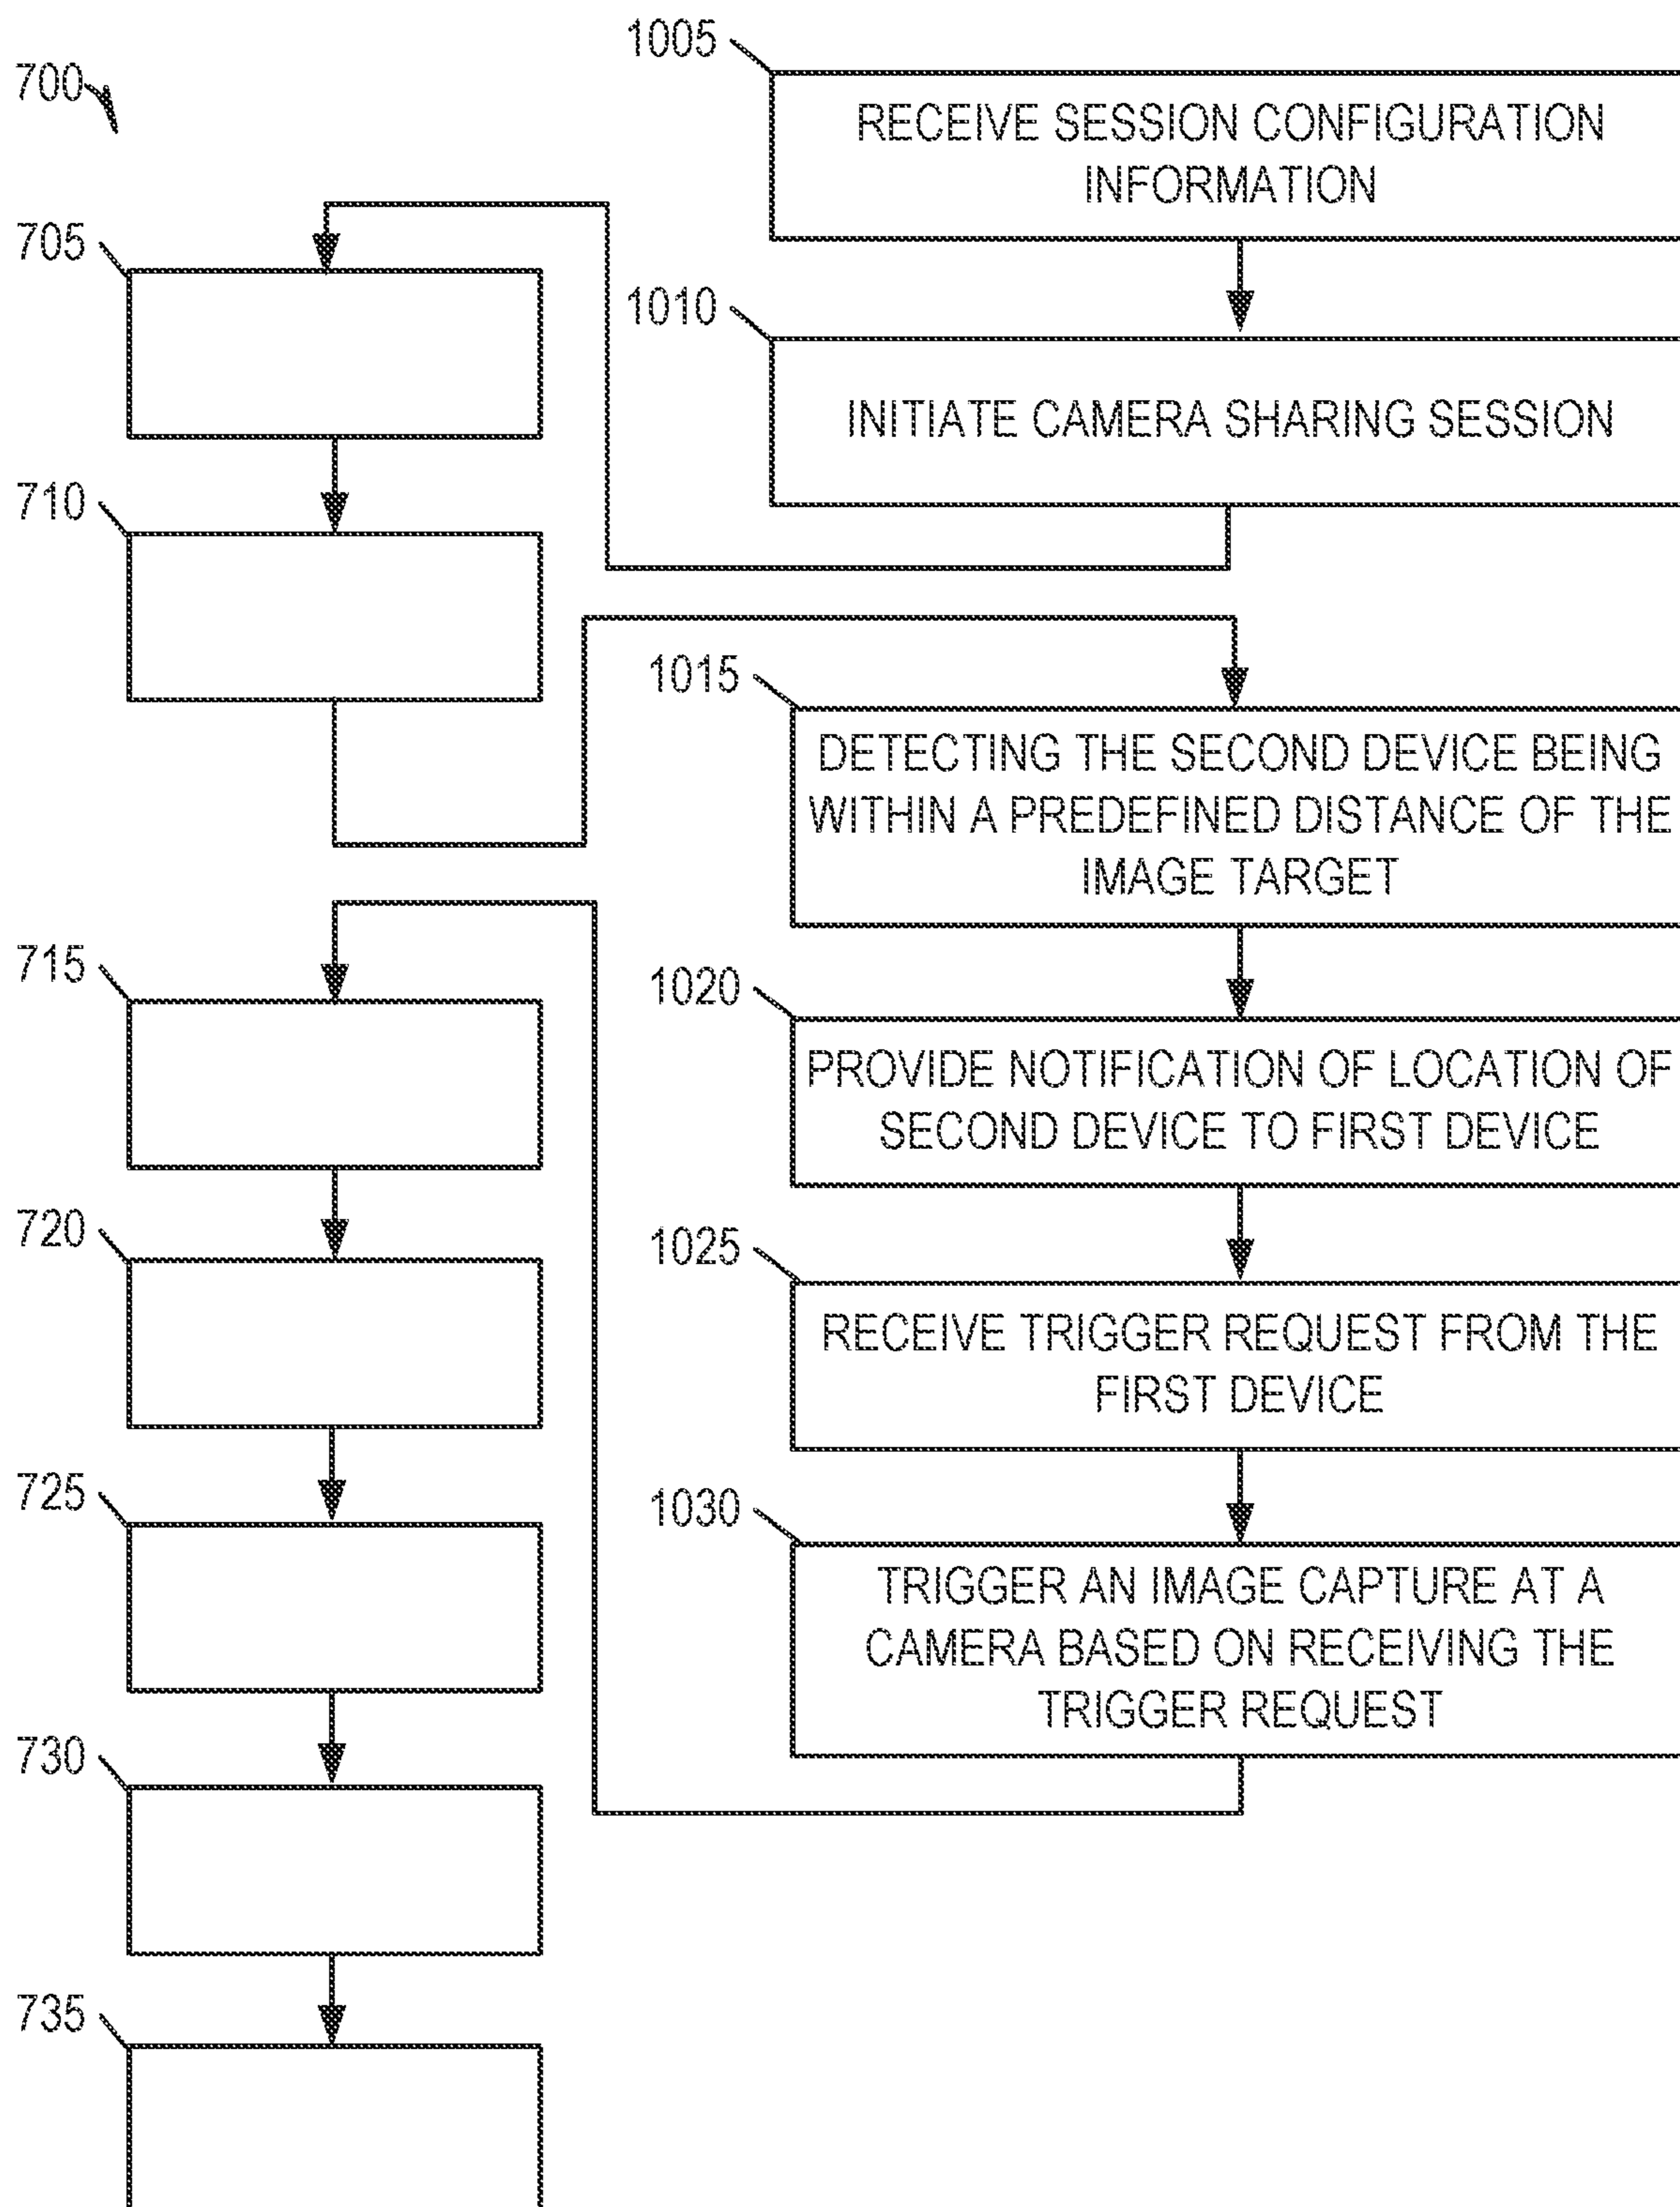 700
1005
RECEIVE SESSION CONFIGURATION
INFORMATION
705
1010
INITIATE CAMERA SHARING SESSION
710
1015
DETECTING THE SECOND DEVICE BEING
WITHIN A PREDEFINED DISTANCE OF THE
IMAGE TARGET
715
1020
PROVIDE NOTIFICATION OF LOCATION OF
SECOND DEVICE TO FIRST DEVICE
720
1025
RECEIVE TRIGGER REQUEST FROM THE
FIRST DEVICE
725
1030
TRIGGER AN IMAGE CAPTURE AT A
CAMERA BASED ON RECEIVING THE
TRIGGER REQUEST
730
735